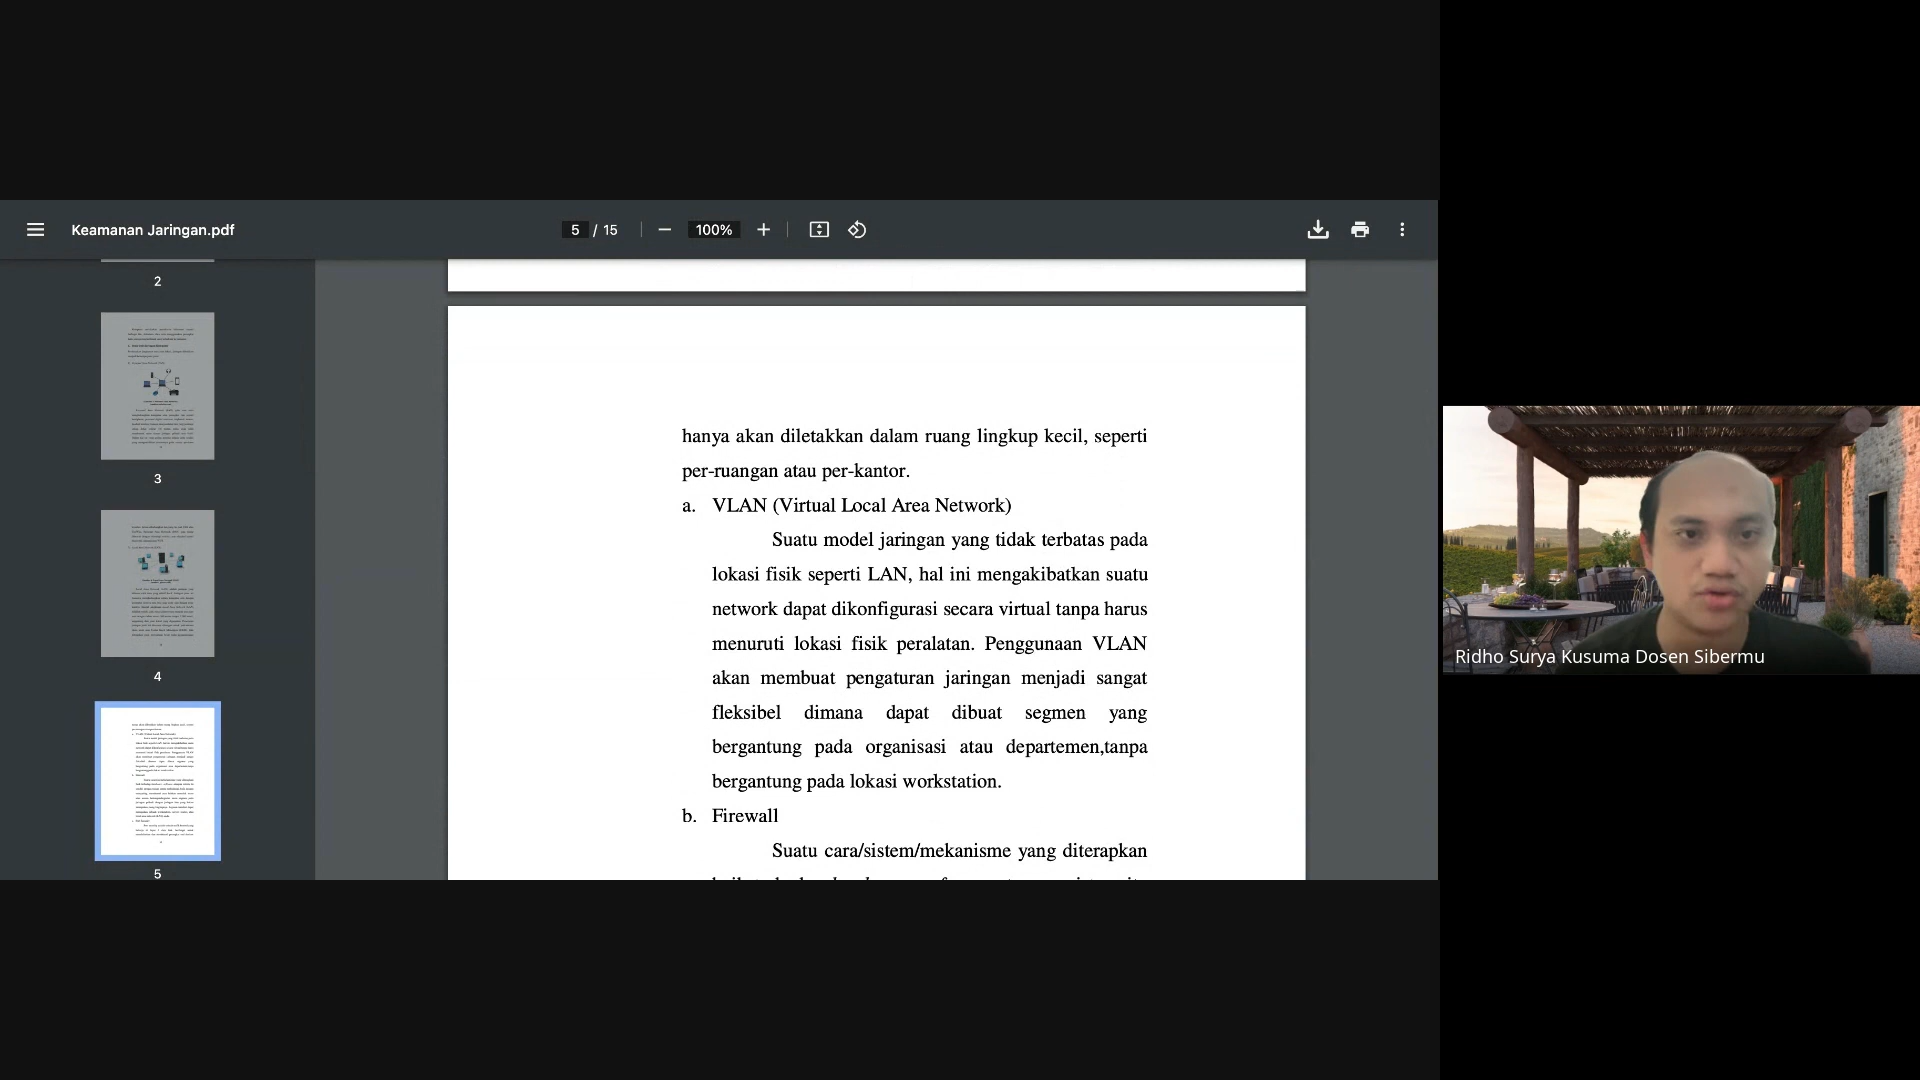 Keamanan Jaringan.pdf
5 / 15
100%
2
3
4
5
hanya akan diletakkan dalam ruang lingkup kecil, seperti
per-ruangan atau per-kantor.
a. VLAN (Virtual Local Area Network)
Suatu model jaringan yang tidak terbatas pada
lokasi fisik seperti LAN, hal ini mengakibatkan suatu
network dapat dikonfigurasi secara virtual tanpa harus
menuruti lokasi fisik peralatan. Penggunaan VLAN
akan membuat pengaturan jaringan menjadi sangat
fleksibel dimana dapat dibuat segmen yang
bergantung pada organisasi atau departemen,tanpa
bergantung pada lokasi workstation.
b. Firewall
Suatu cara/sistem/mekanisme yang diterapkan
Ridho Surya Kusuma Dosen Sibermu